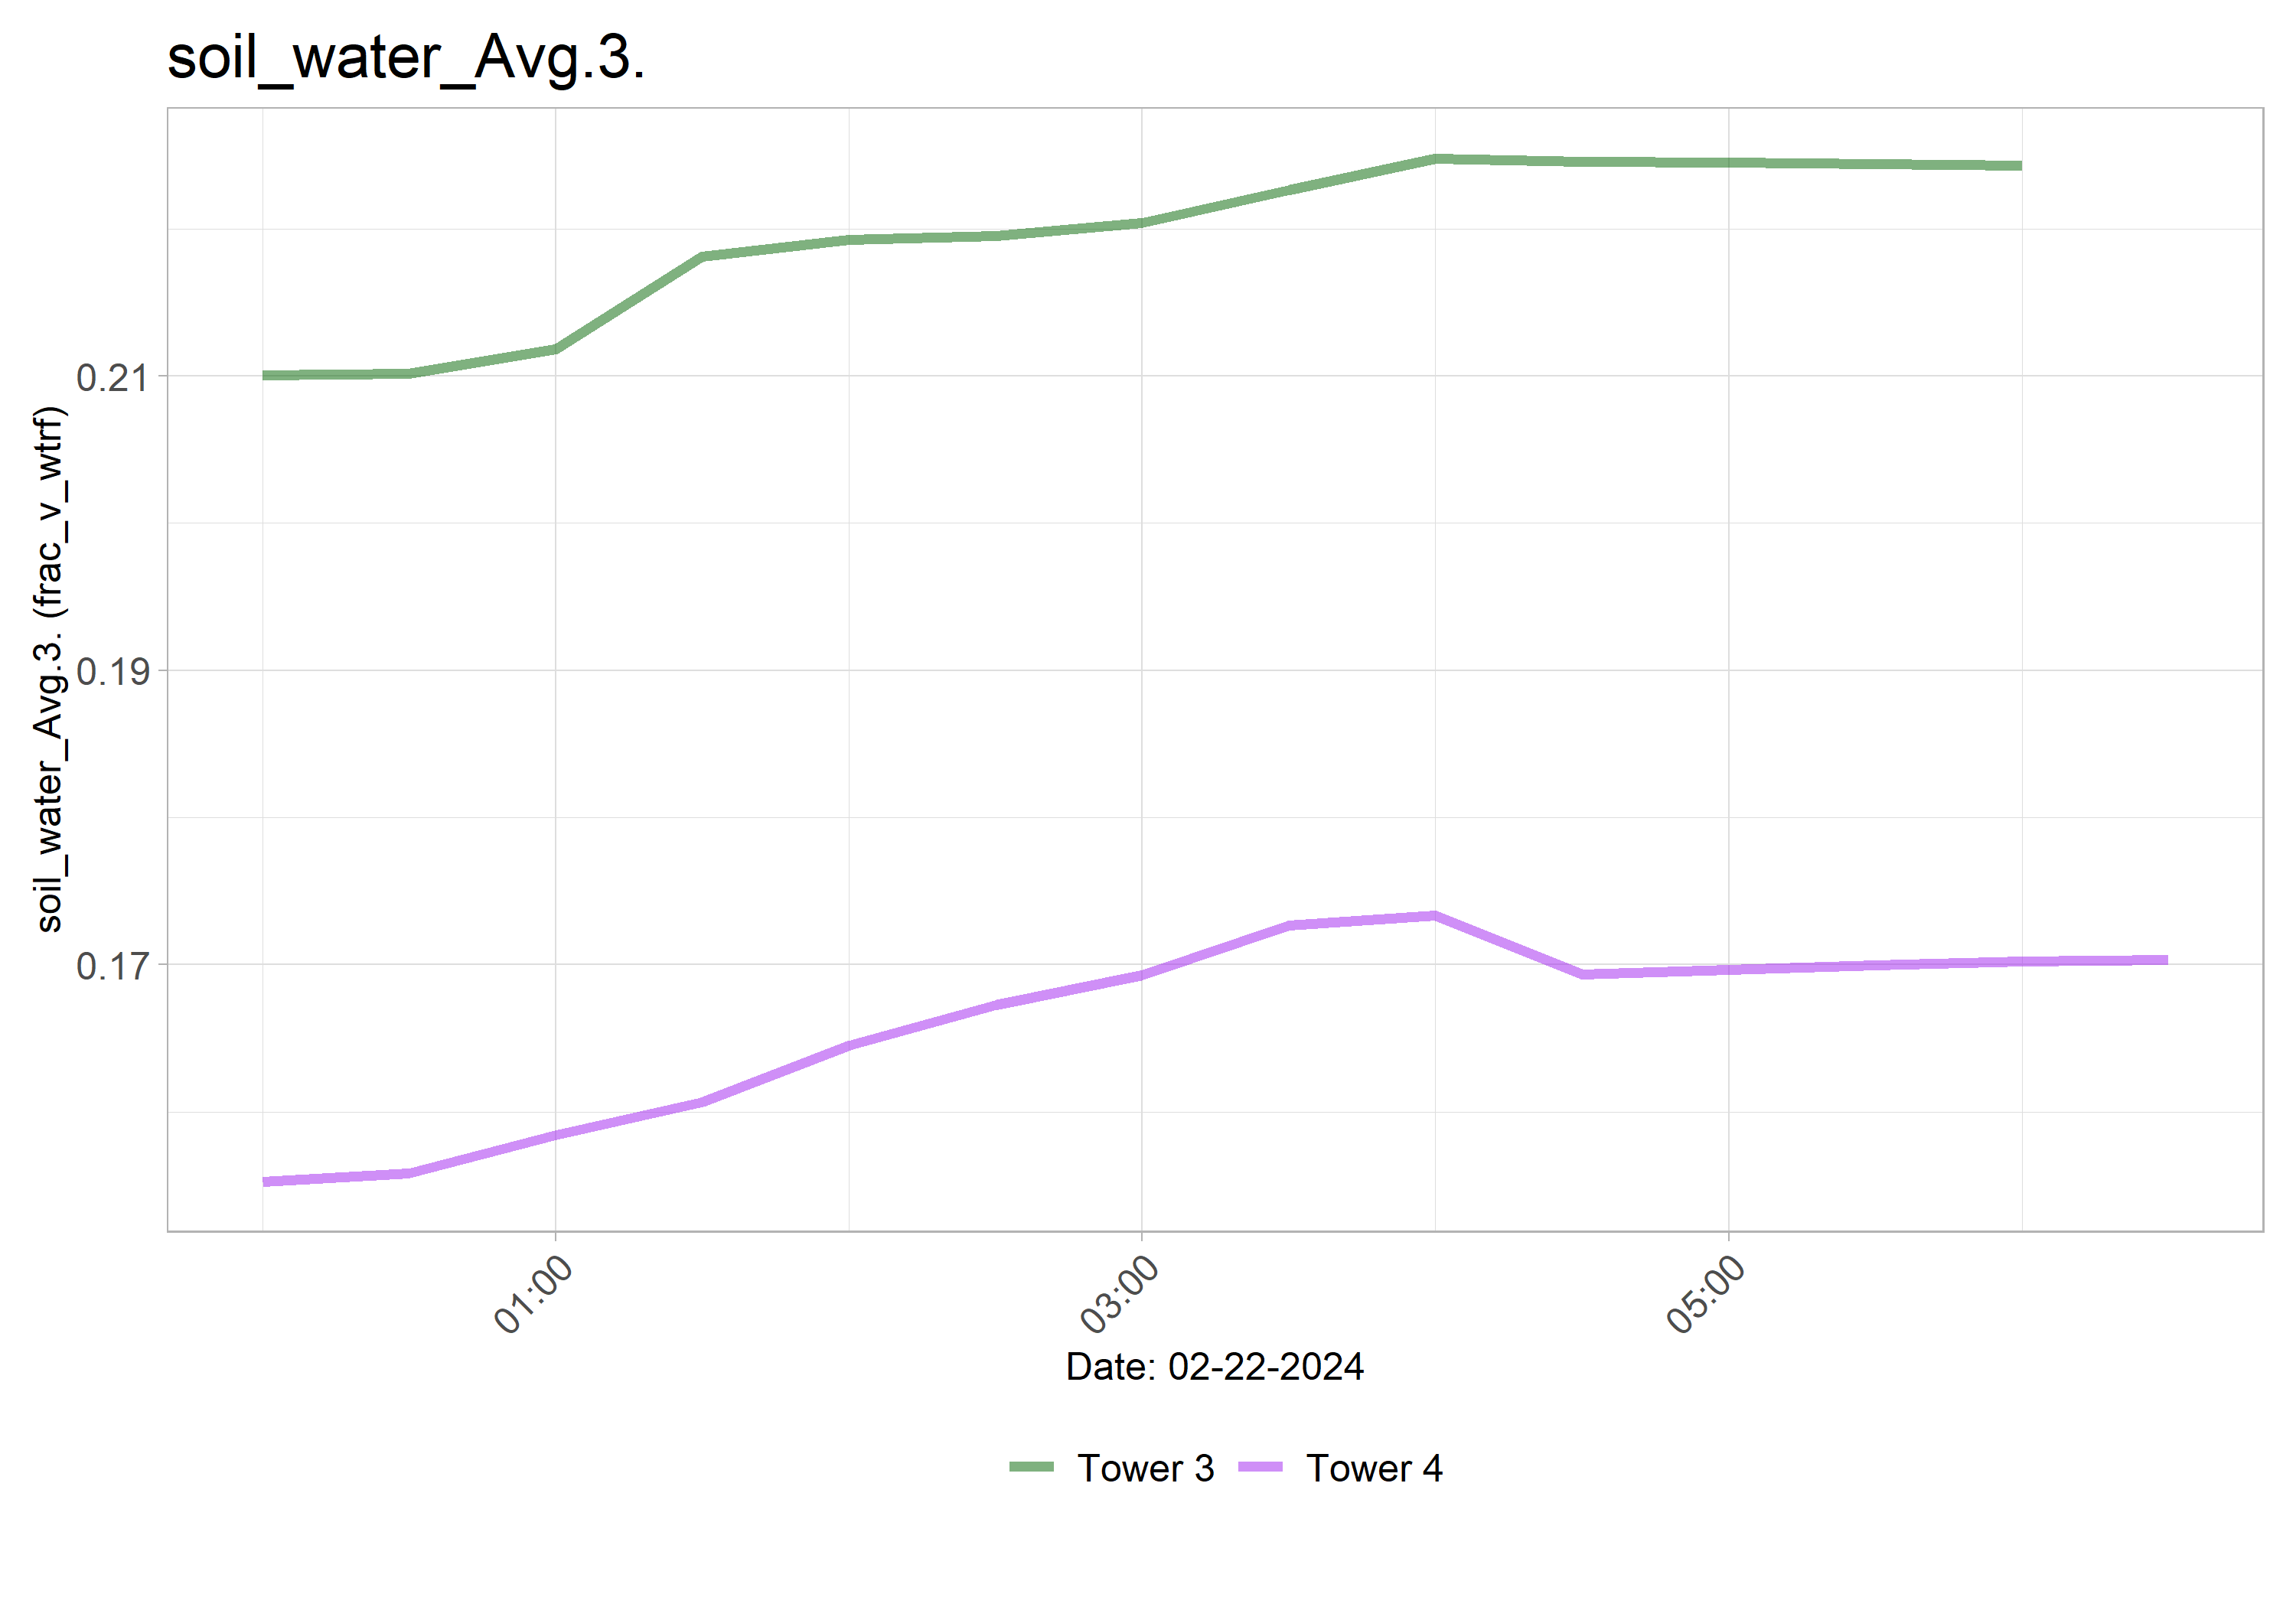 soil_water_Avg.3.
soil_water_Avg.3. (frac_v_wtrf)
0.21
0.19
0.17
01:00
03:00
05:00
Date: 02-22-2024
Tower 3
Tower 4